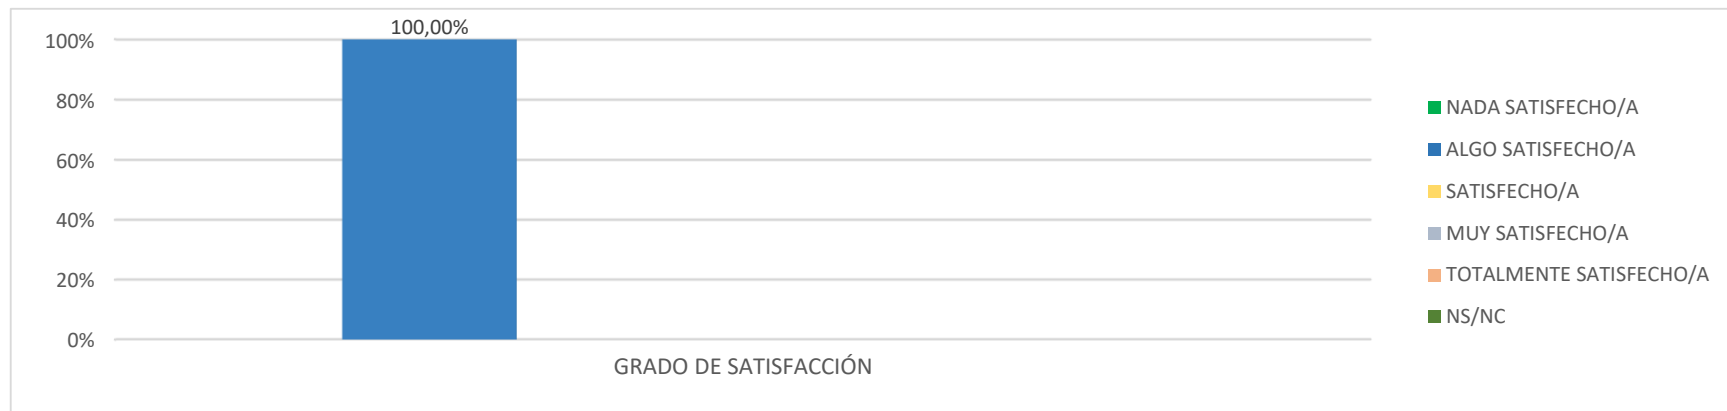 100,00%
100%
80%
60%
40%
20%
0%
GRADO DE SATISFACCIÓN
NADA SATISFECHO/A
ALGO SATISFECHO/A
SATISFECHO/A
MUY SATISFECHO/A
TOTALMENTE SATISFECHO/A
NS/NC